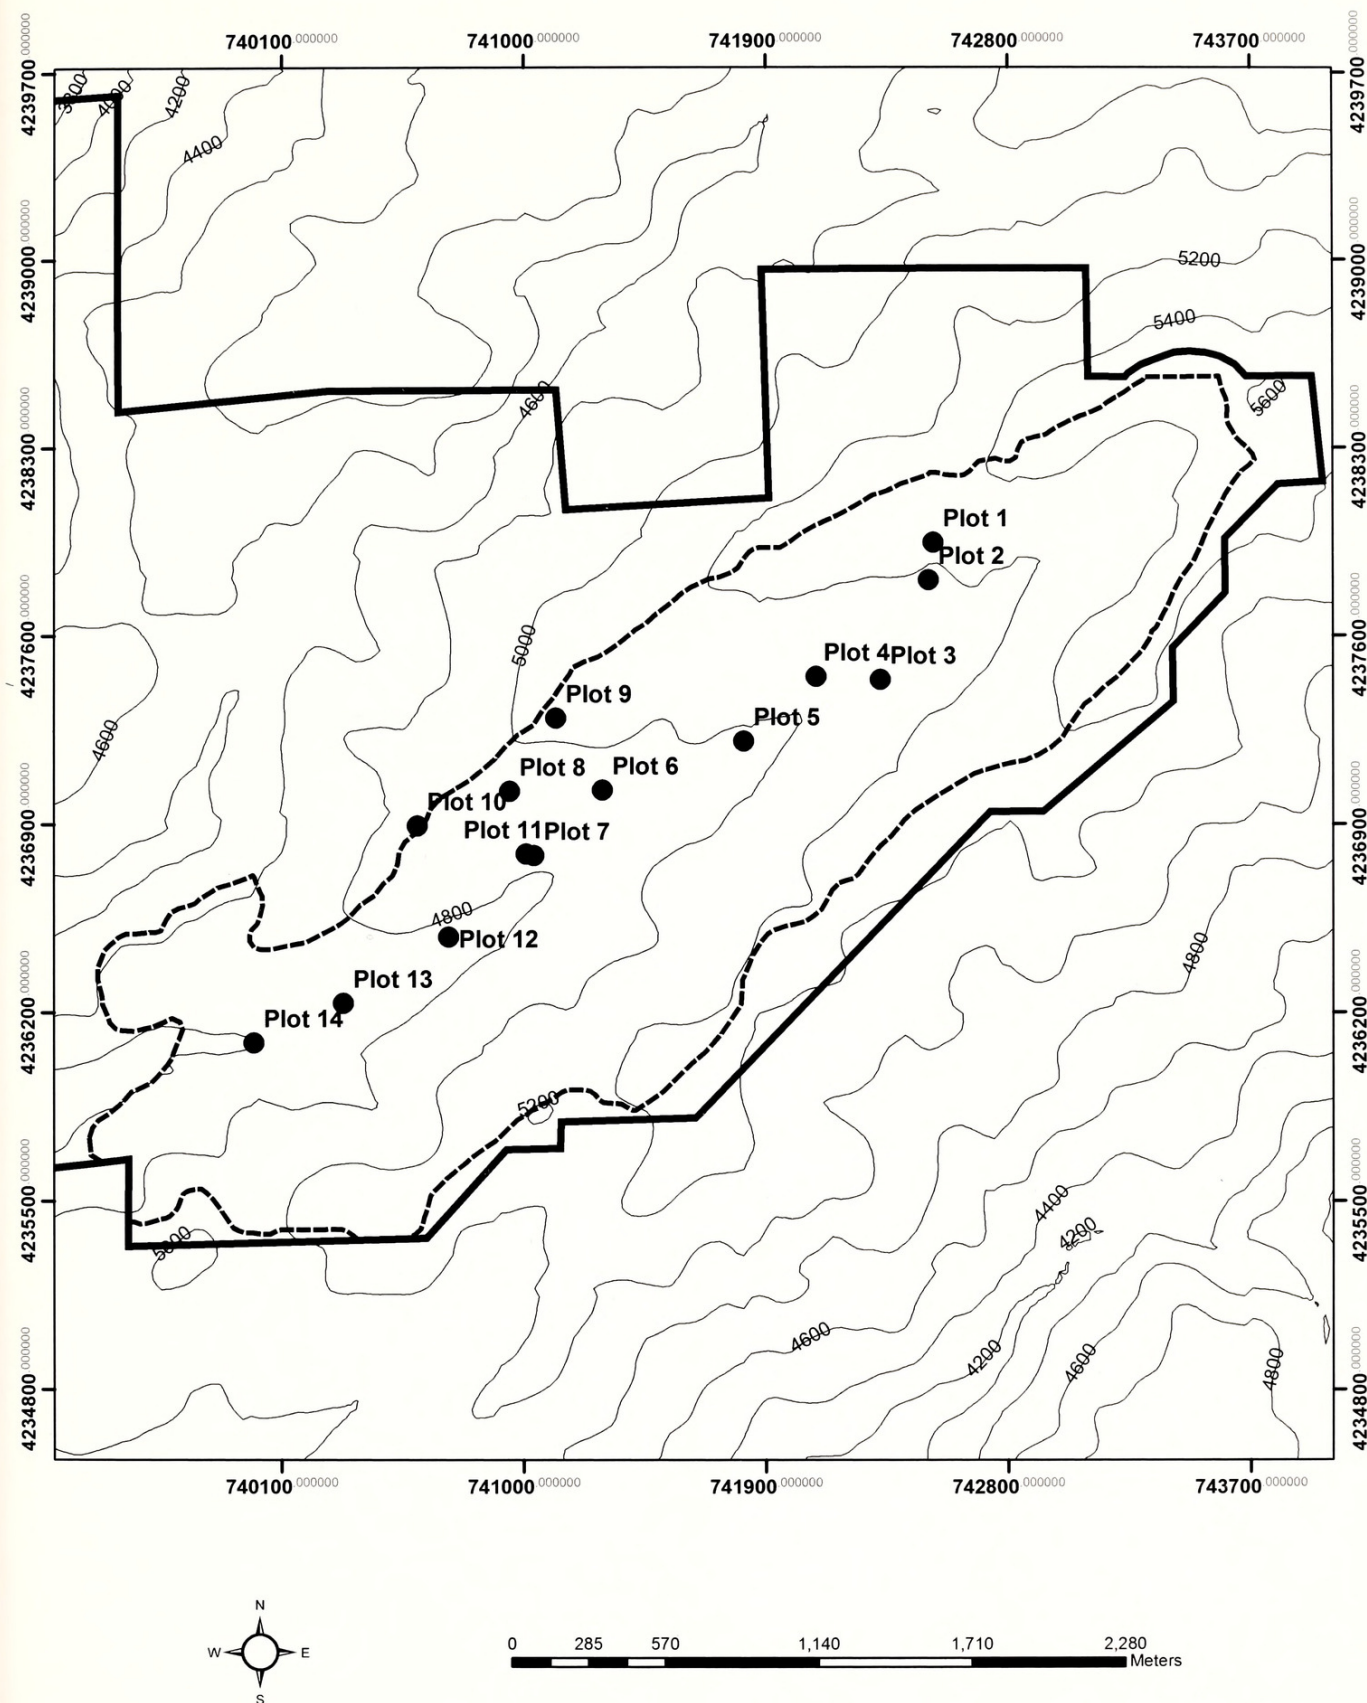 740100.000000 741000.000000 741900.000000 742800.000000 743700.000000
4239700.000000 4239700.000000
3800 4000 4200
4400
4239000.000000 5200 4239000.000000
5400
4600 5600
4238300.000000 4238300.000000
Plot 1
Plot 2
4237600.000000 5000 4237600.000000
Plot 4 Plot 3
Plot 9
Plot 5
4600
Plot 8 Plot 6
Plot 10
4236900.000000 Plot 11 Plot 7 4236900.000000
4800
Plot 12 4800
Plot 13
4236200.000000 Plot 14 4236200.000000
5200
4235500.000000 4400 4235500.000000
4200
5000
4600
4200 4600 4800
4234800.000000 4234800.000000
740100.000000 741000.000000 741900.000000 742800.000000 743700.000000
N
W E
S
0 285 570 1,140 1,710 2,280
Meters